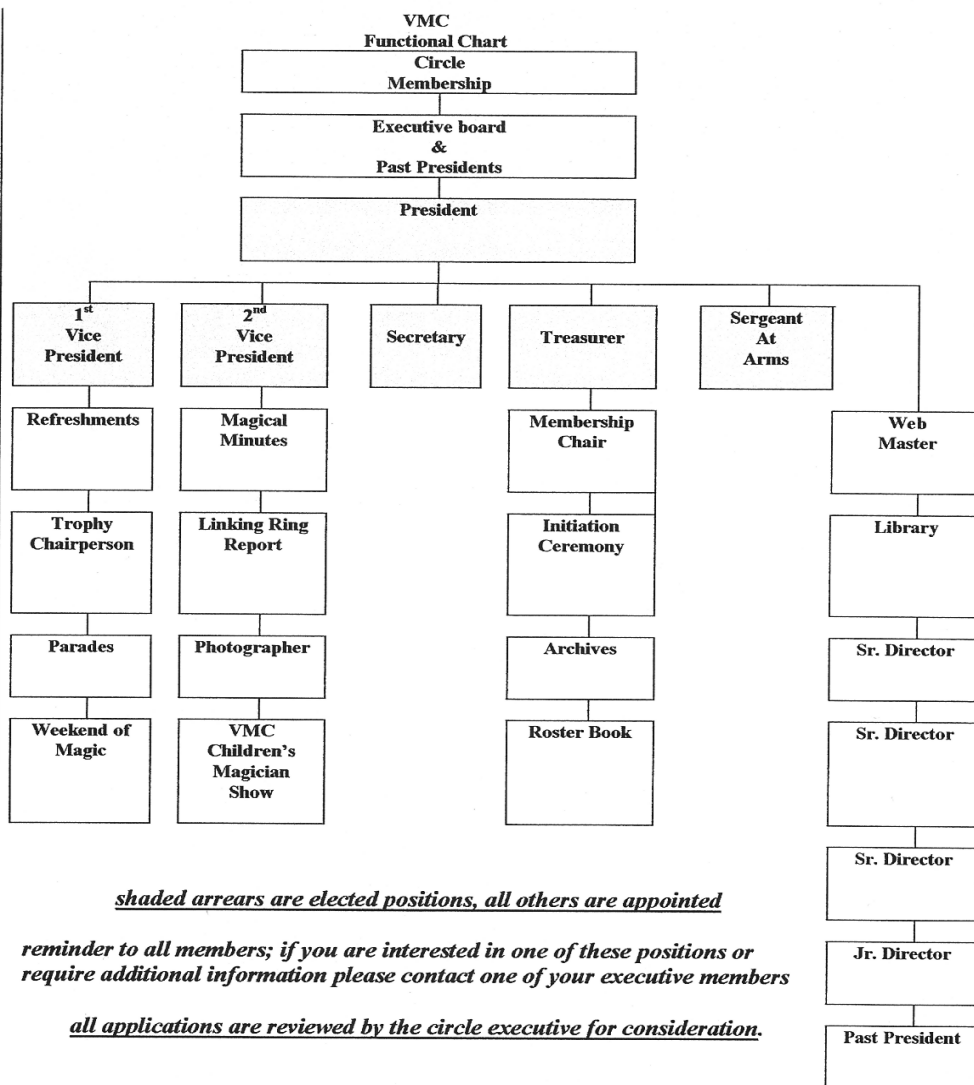 VMC
Functional Chart
Circle
Membership
Executive board
&
Past Presidents
President
1st
Vice
President
2nd
Vice
President
Secretary
Treasurer
Sergeant
At
Arms
Refreshments
Magical
Minutes
Membership
Chair
Web
Master
Trophy
Chairperson
Linking Ring
Report
Initiation
Ceremony
Library
Parades
Photographer
Archives
Sr. Director
Weekend of
Magic
VMC
Children's
Magician
Show
Roster Book
Sr. Director
Sr. Director
shaded arrears are elected positions, all others are appointed
reminder to all members; if you are interested in one of these positions or
require additional information please contact one of your executive members
Jr. Director
all applications are reviewed by the circle executive for consideration.
Past President